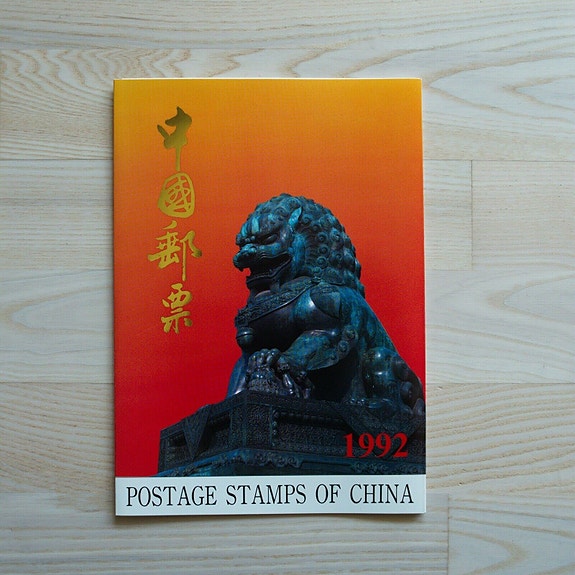 中國郵票
1992
POSTAGE STAMPS OF CHINA